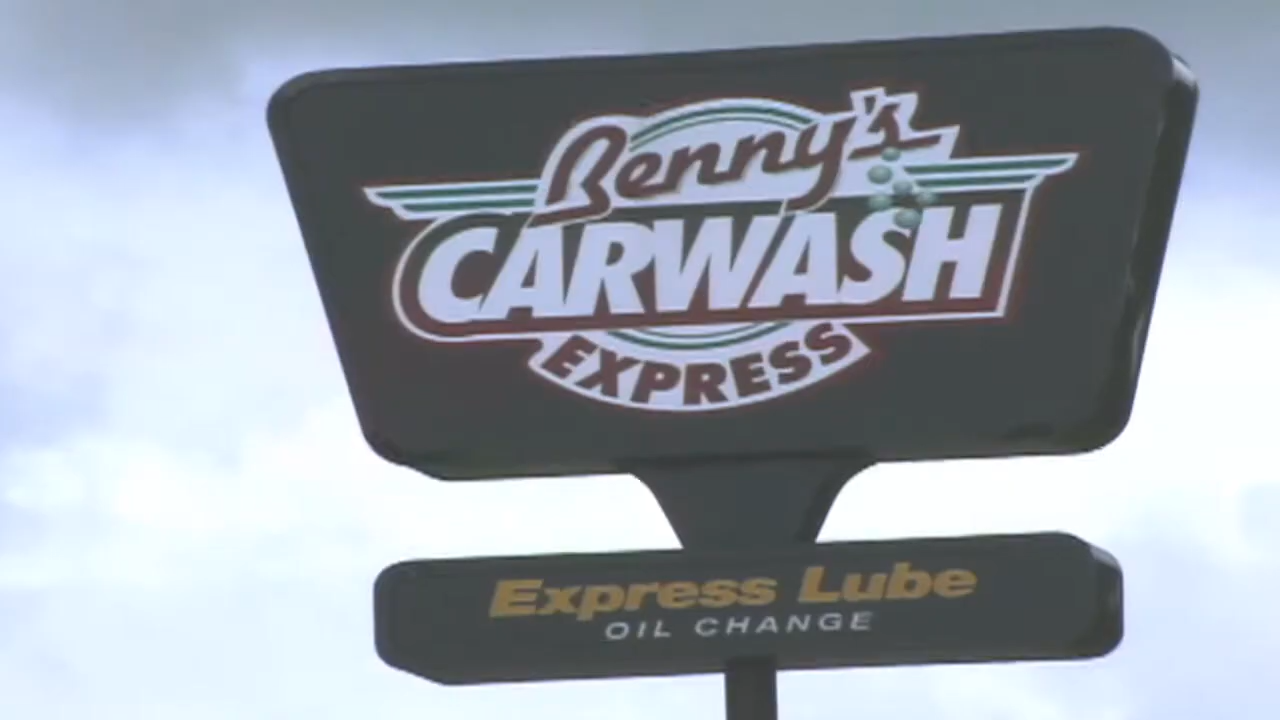 Benny's
CARWASH
EXPRESS
Express Lube
OIL CHANGE